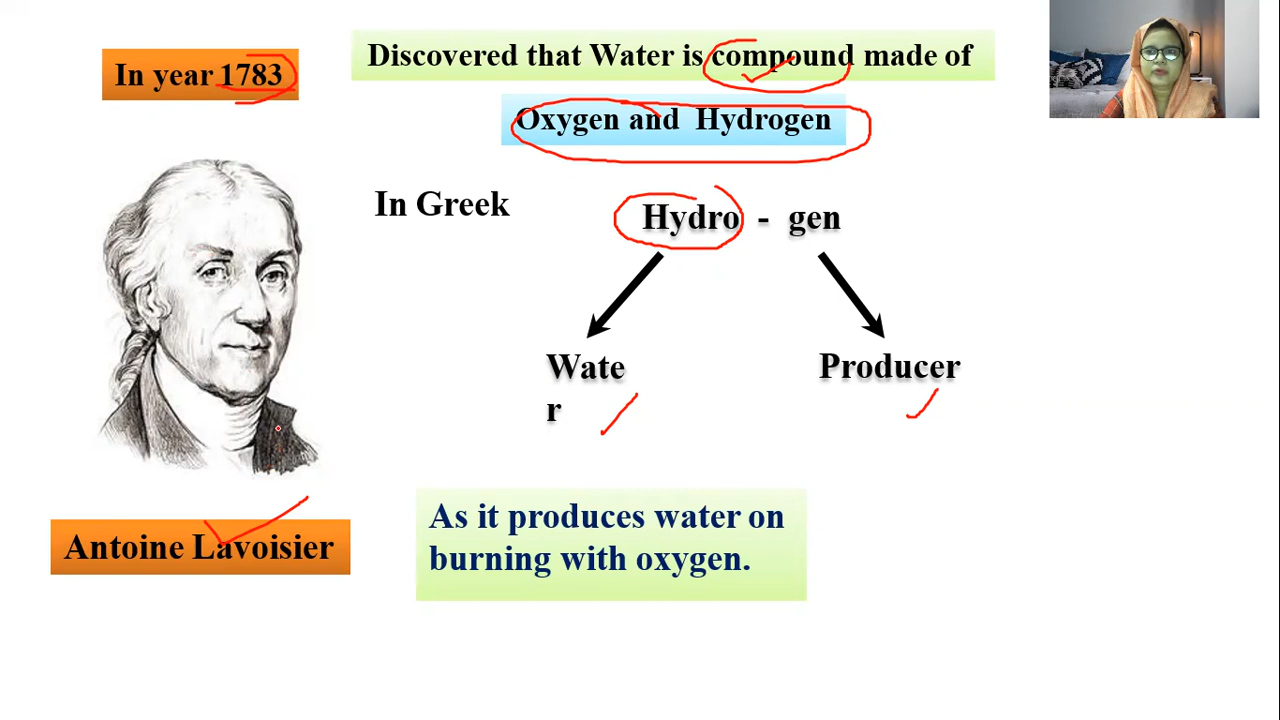 In year 1783
Discovered that Water is compound made of
Oxygen and Hydrogen
In Greek
Hydro - gen
Wate
r
Producer
Antoine Lavoisier
As it produces water on
burning with oxygen.